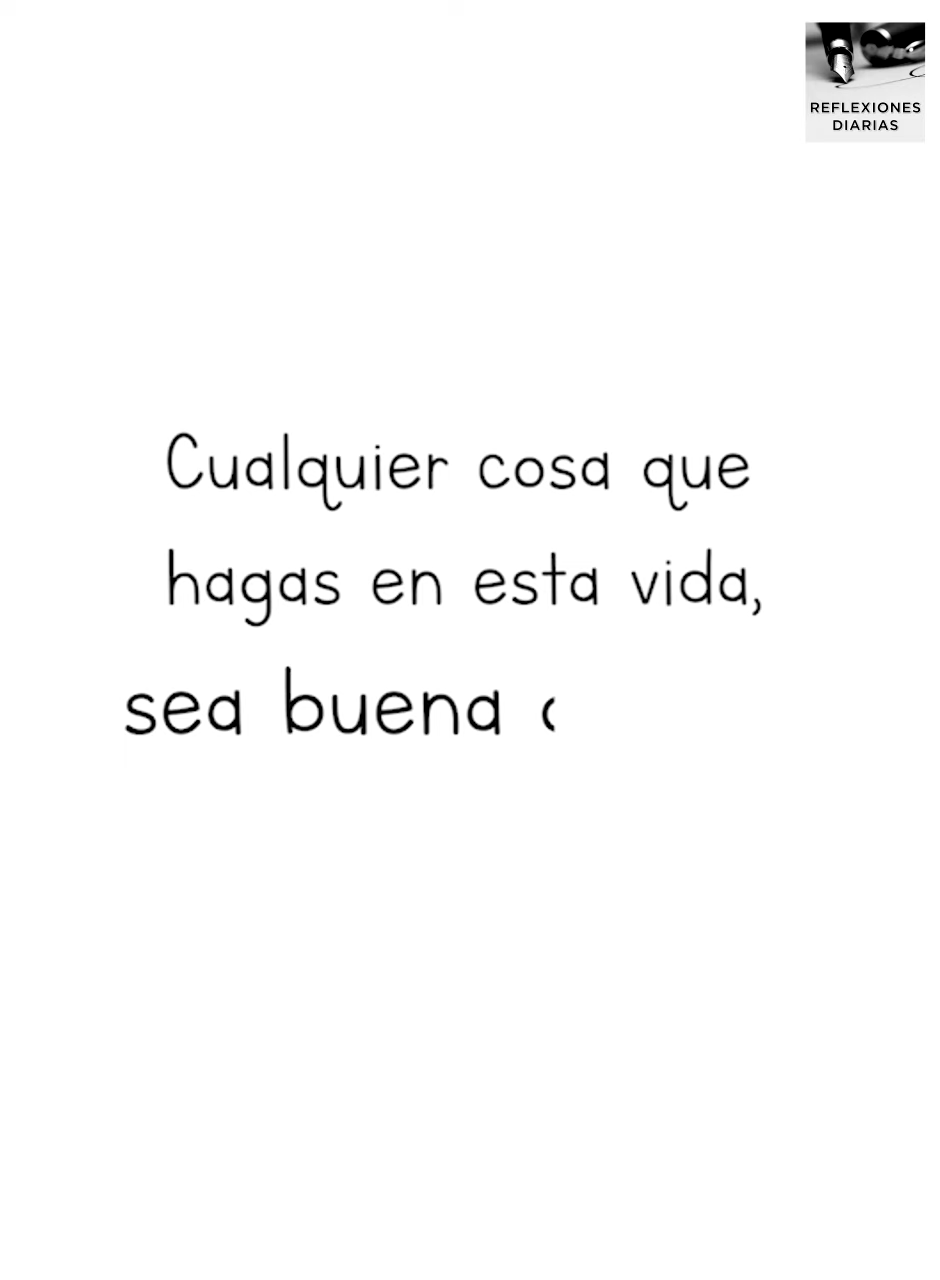 REFLEXIONES
DIARIAS
Cualquier cosa que
hagas en esta vida,
sea buena